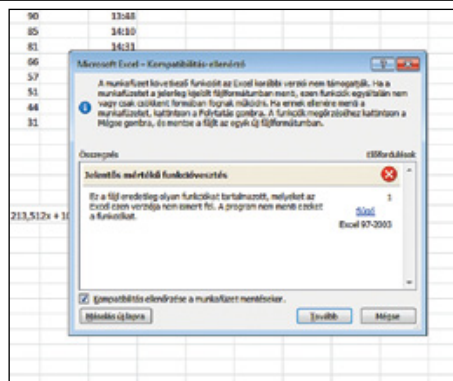 90 13:48
85 14:10
81 14:31
66
57
51
44
31
213,512x + 10
Microsoft Excel – Kompatibilitás-ellenőrző
A munkafüzet következő funkcióit az Excel korábbi verziói nem támogatják. Ha a
munkafüzetet a jelenleg kijelölt fájlformátumban menti, ezen funkciók egyáltalán nem
vagy csak csökkent formában fognak működni. Ha ennek ellenére menti a
munkafüzetet, kattintson a Folytatás gombra. A funkciók megőrzéséhez kattintson a
Mégse gombra, és mentse a fájlt az egyik új fájlformátumban.
Összegzés Előfordulások
Jelentős mértékű funkcióvesztés
Ez a fájl eredetileg olyan funkciókat tartalmazott, melyeket az 1
Excel ezen verziója nem ismert fel. A program nem menti ezeket
a funkciókat. Súgó
Excel 97-2003
Kompatibilitás ellenőrzése a munkafüzet mentésekor.
Másolás új lapra Tovább Mégse